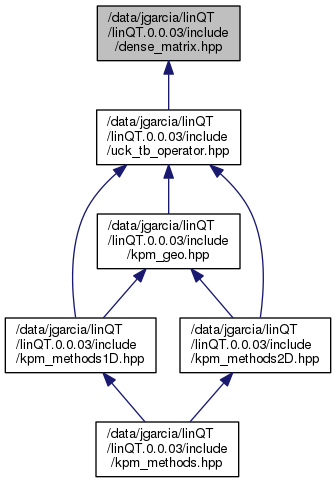 /data/jgarcia/linQT
/linQT.0.0.03/include
/dense_matrix.hpp
/data/jgarcia/linQT
/linQT.0.0.03/include
/uck_tb_operator.hpp
/data/jgarcia/linQT
/linQT.0.0.03/include
/kpm_geo.hpp
/data/jgarcia/linQT
/linQT.0.0.03/include
/kpm_methods1D.hpp
/data/jgarcia/linQT
/linQT.0.0.03/include
/kpm_methods2D.hpp
/data/jgarcia/linQT
/linQT.0.0.03/include
/kpm_methods.hpp